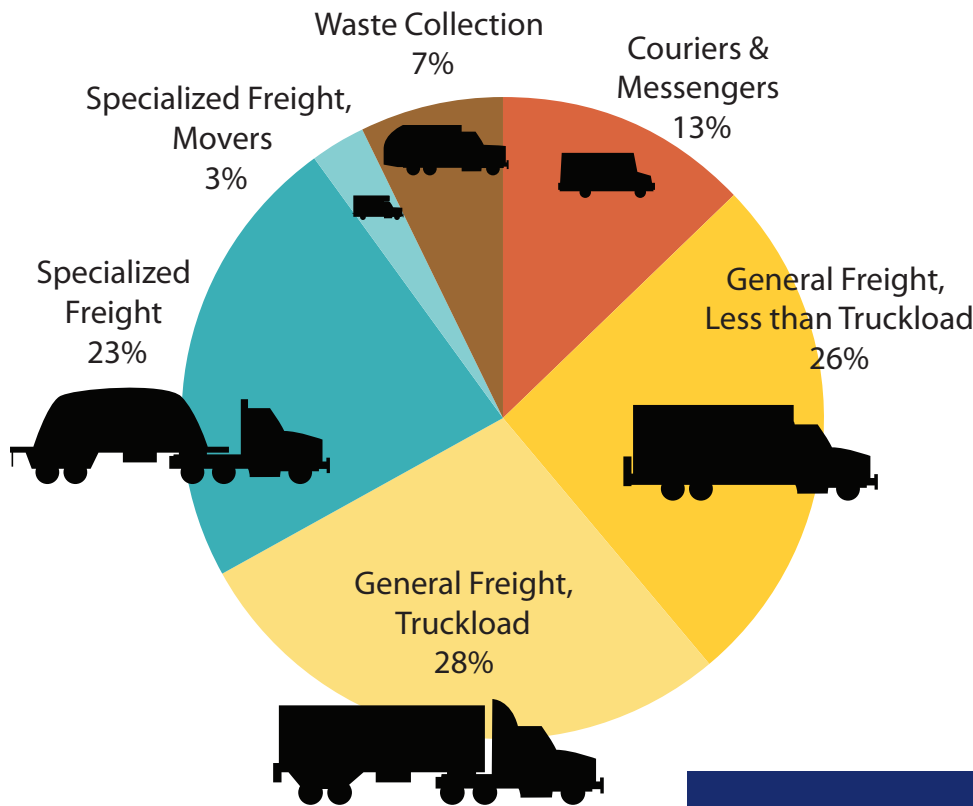 Waste Collection
7%
Couriers &
Messengers
13%
Specialized Freight,
Movers
3%
General Freight,
Less than Truckload
26%
Specialized
Freight
23%
General Freight,
Truckload
28%